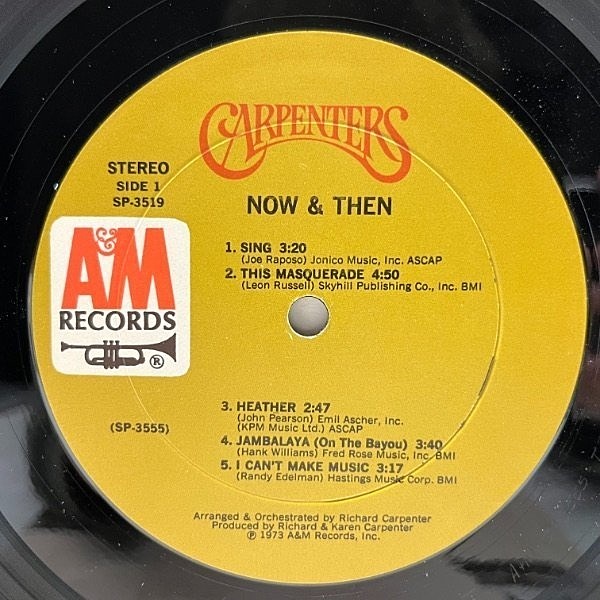 CARPENTERS
STEREO
SIDE 1
SP-3519
NOW & THEN
A&M
RECORDS
®
1. SING 3:20
(Joe Raposo) Jonico Music, Inc. ASCAP
2. THIS MASQUERADE 4:50
(Leon Russell) Skyhill Publishing Co., Inc. BMI
3. HEATHER 2:47
(John Pearson) Emil Ascher, Inc.
(KPM Music Ltd.) ASCAP
(SP-3555)
4. JAMBALAYA (On The Bayou) 3:40
(Hank Williams) Fred Rose Music, Inc. BMI
5. I CAN'T MAKE MUSIC 3:17
(Randy Edelman) Hastings Music Corp. BMI
Arranged & Orchestrated by Richard Carpenter
Produced by Richard & Karen Carpenter
℗ 1973 A&M Records, Inc.